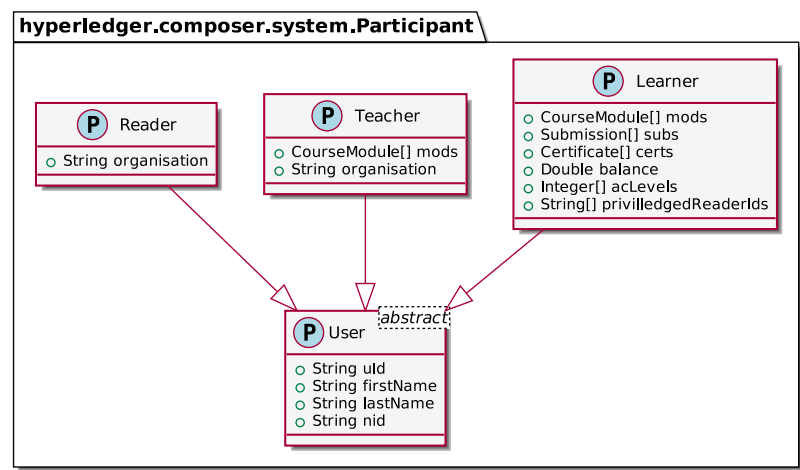 hyperledger.composer.system.Participant
P Reader
String organisation
P Teacher
CourseModule[] mods
String organisation
P Learner
CourseModule[] mods
Submission[] subs
Certificate[] certs
Double balance
Integer[] acLevels
String[] privilledgedReaderIds
abstract
P User
String uId
String firstName
String lastName
String nid